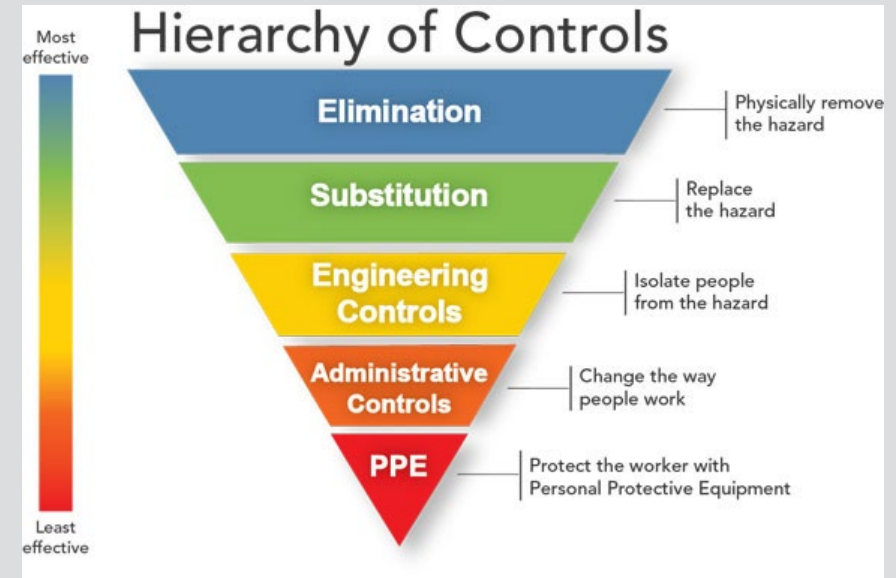 Hierarchy of Controls
Most
effective
Elimination
Physically remove
the hazard
Substitution
Replace
the hazard
Engineering
Controls
Isolate people
from the hazard
Administrative
Controls
Change the way
people work
PPE
Protect the worker with
Personal Protective Equipment
Least
effective